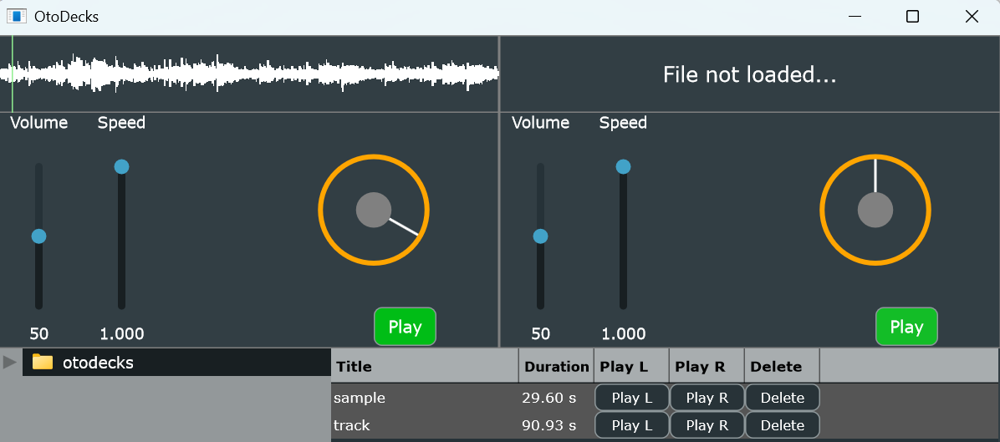 OtoDecks
File not loaded...
Volume Speed
Volume Speed
50 1.000
Play
50 1.000
Play
otodecks
Title Duration Play L Play R Delete
sample 29.60 s Play L Play R Delete
track 90.93 s Play L Play R Delete